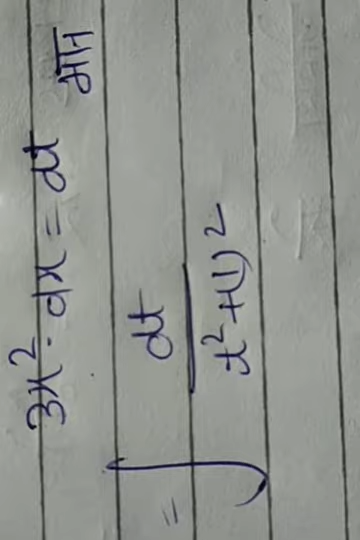 3x² · dx = dt मान
= ∫ dt / t² + (1)²